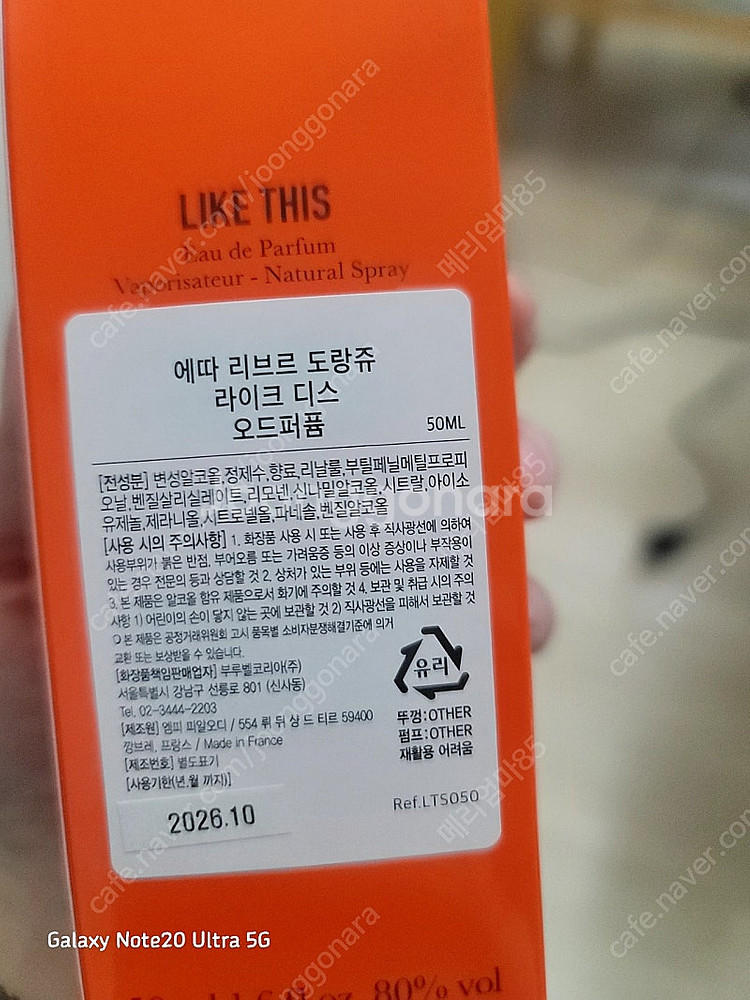 LIKE THIS
Eau de Parfum
Vaporisateur - Natural Spray
에따 리브르 도랑쥬
라이크 디스
오드퍼퓸
50ML
[전성분] 변성알코올,정제수,향료,리날룰,부틸페닐메틸프로피
오날,벤질살리실레이트,리모넨,신나밀알코올,시트랄,아이소
유제놀,제라니올,시트로넬올,파네솔,벤질알코올
[사용 시의 주의사항] 1. 화장품 사용 시 또는 사용 후 직사광선에 의하여
사용부위가 붉은 반점, 부어오름 또는 가려움증 등의 이상 증상이나 부작용이
있는 경우 전문의 등과 상담할 것 2. 상처가 있는 부위 등에는 사용을 자제할 것
3. 본 제품은 알코올 함유 제품으로서 화기에 주의할 것 4. 보관 및 취급 시의 주의
사항 1) 어린이의 손이 닿지 않는 곳에 보관할 것 2) 직사광선을 피해서 보관할 것
○ 본 제품은 공정거래위원회 고시 품목별 소비자분쟁해결기준에 의거
교환 또는 보상받을 수 있습니다.
[화장품책임판매업자] 부루벨코리아(주)
서울특별시 강남구 선릉로 801 (신사동)
Tel. 02-3444-2203
[제조원] 엠피 피일오디 / 554 뤼 뒤 샹 드 티르 59400
깡브레, 프랑스 / Made in France
[제조번호] 별도표기
[사용기한(년,월 까지)]
2026.10
유리
뚜껑:OTHER
펌프:OTHER
재활용 어려움
Ref.LTS050
80% vol
Galaxy Note20 Ultra 5G
cafe.naver.com/joonggonara
메리엄마85
joonggonara